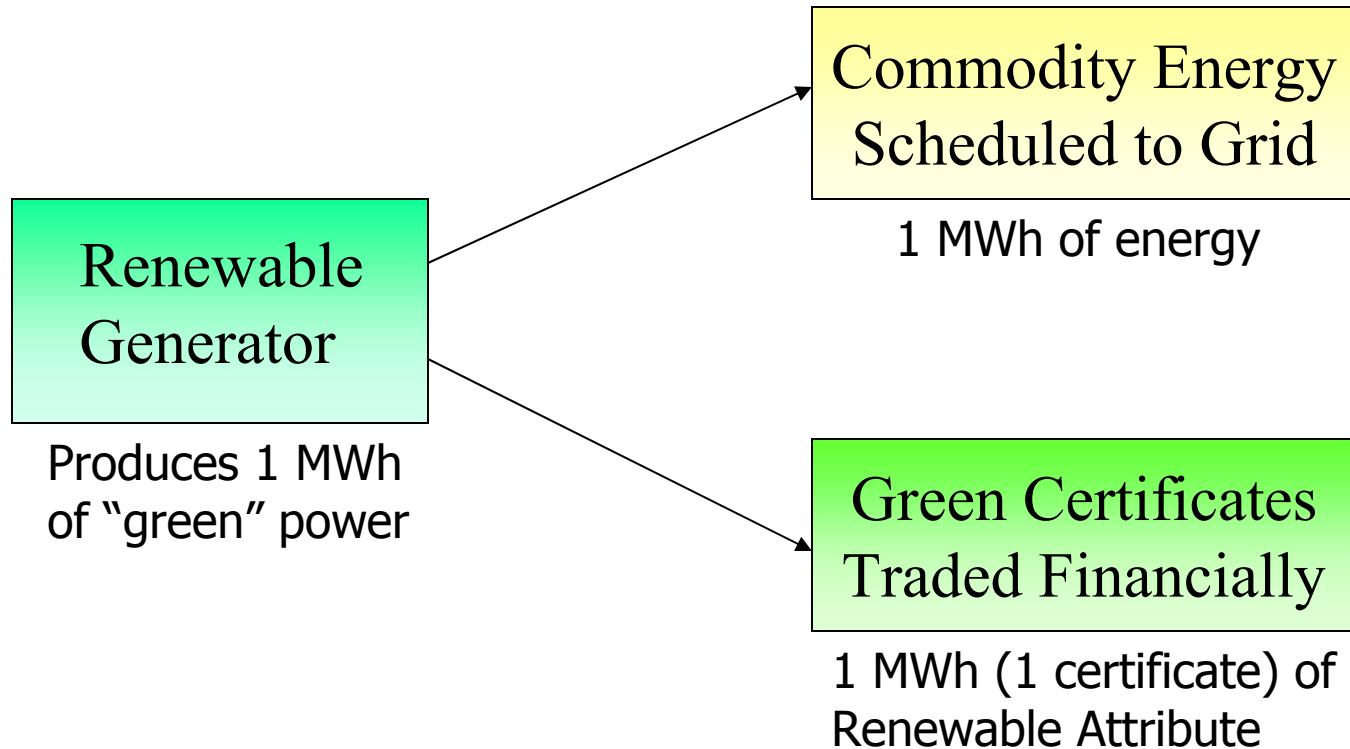 Renewable
Generator
Produces 1 MWh
of “green” power
Commodity Energy
Scheduled to Grid
1 MWh of energy
Green Certificates
Traded Financially
1 MWh (1 certificate) of
Renewable Attribute